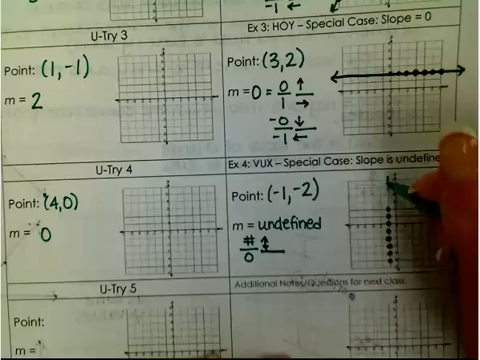 -1 ←
U-Try 3
Point: (1, -1)
m = 2
Ex 3: HOY – Special Case: Slope = 0
Point: (3, 2)
m = 0 = 0/1 ↑ →
-0/-1 ↓ ←
U-Try 4
Point: (4, 0)
m = 0
Ex 4: VUX – Special Case: Slope is undefine
Point: (-1, -2)
m = undefined
#/0 ↕
U-Try 5
Point:
m =
Additional Notes/Questions for next class